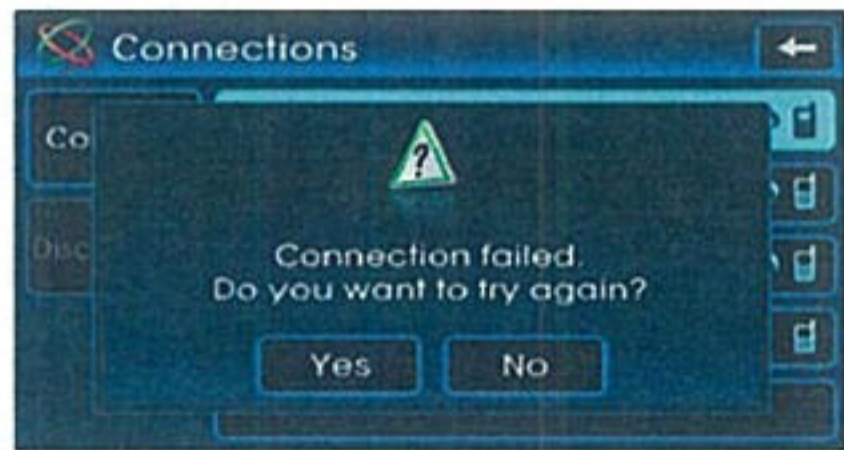 Connections
Co
Disc
Connection failed.
Do you want to try again?
Yes
No